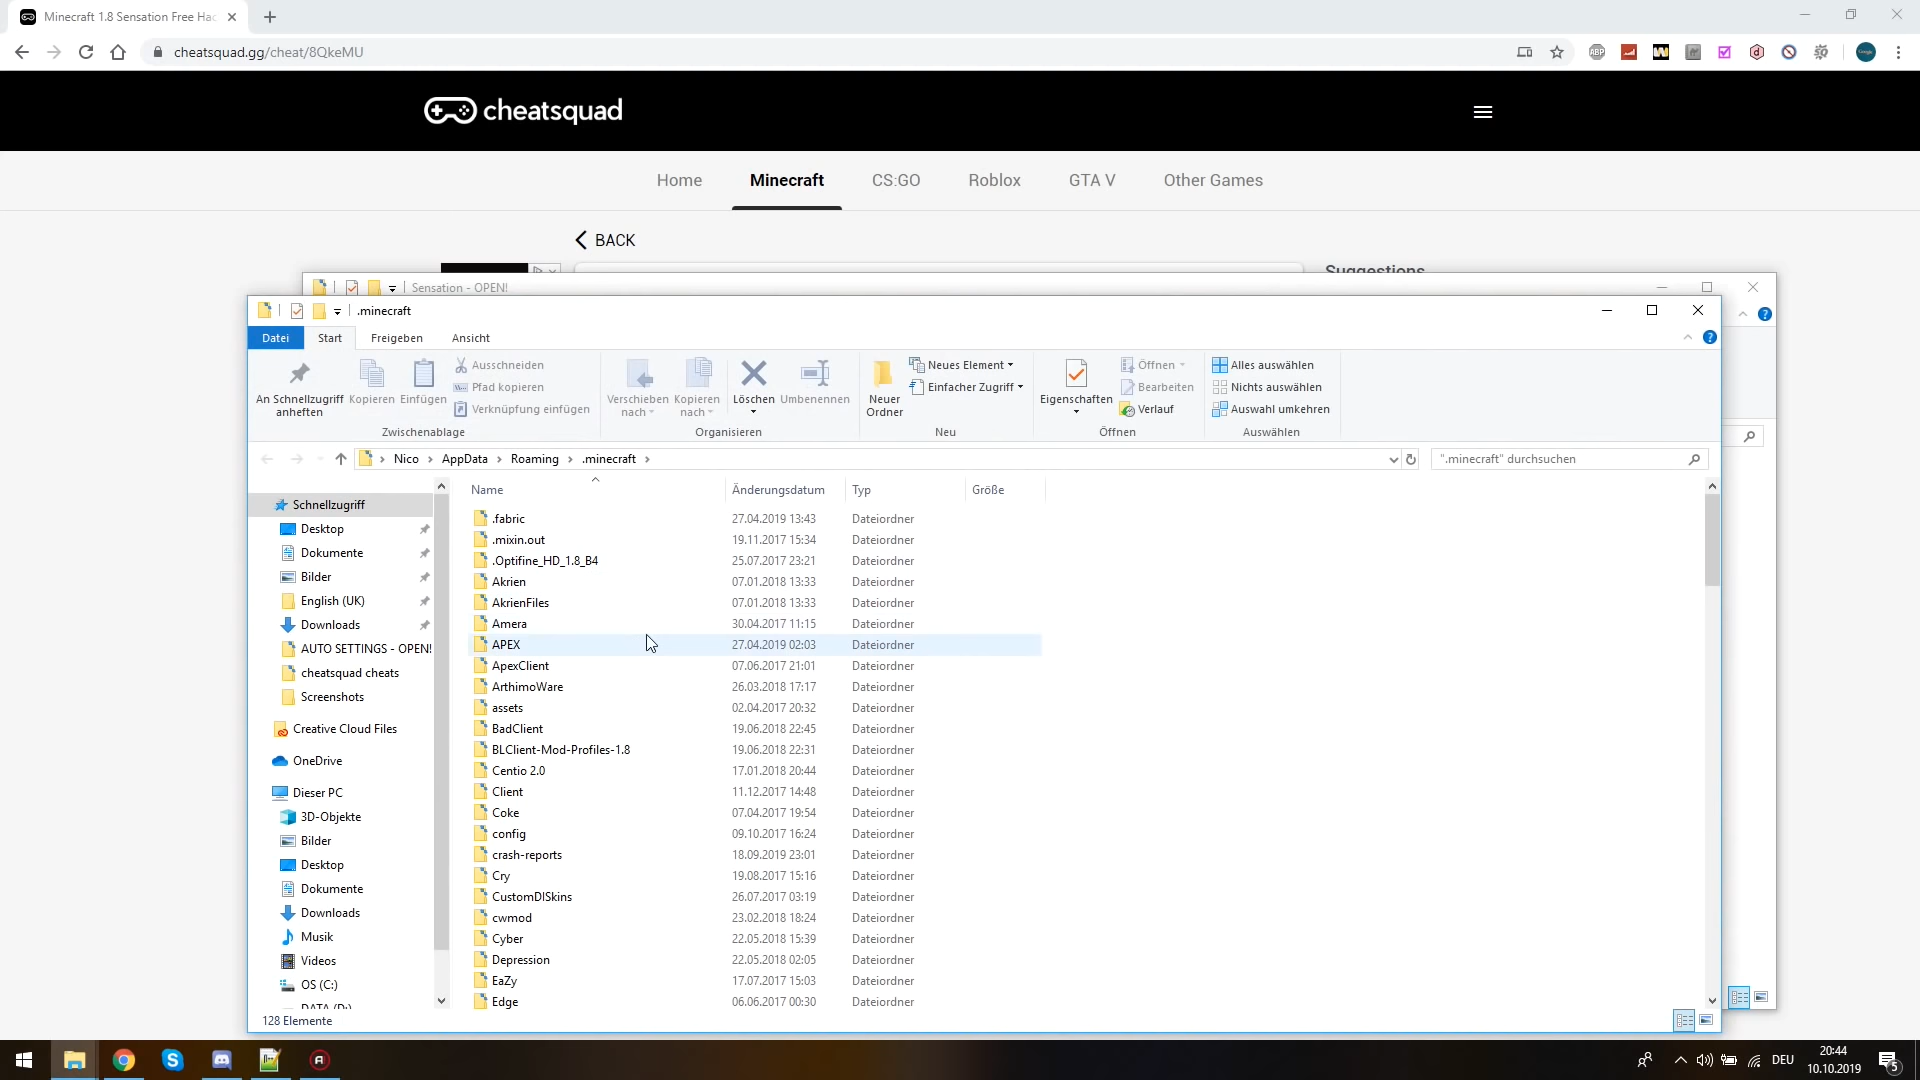 Minecraft 1.8 Sensation Free Hac
cheatsquad.gg/cheat/8QkeMU
ABP
cheatsquad
Home
Minecraft
CS:GO
Roblox
GTA V
Other Games
BACK
Suggestions
Sensation - OPEN!
.minecraft
Datei
Start
Freigeben
Ansicht
An Schnellzugriff
anheften
Kopieren
Einfügen
Ausschneiden
Pfad kopieren
Verknüpfung einfügen
Zwischenablage
Verschieben
nach
Kopieren
nach
Löschen
Umbenennen
Organisieren
Neuer
Ordner
Neues Element
Einfacher Zugriff
Neu
Eigenschaften
Öffnen
Bearbeiten
Verlauf
Öffnen
Alles auswählen
Nichts auswählen
Auswahl umkehren
Auswählen
Nico > AppData > Roaming > .minecraft >
".minecraft" durchsuchen
Schnellzugriff
Desktop
Dokumente
Bilder
English (UK)
Downloads
AUTO SETTINGS - OPEN!
cheatsquad cheats
Screenshots
Creative Cloud Files
OneDrive
Dieser PC
3D-Objekte
Bilder
Desktop
Dokumente
Downloads
Musik
Videos
OS (C:)
DATA (D:)
Name Änderungsdatum Typ Größe
.fabric 27.04.2019 13:43 Dateiordner
.mixin.out 19.11.2017 15:34 Dateiordner
.Optifine_HD_1.8_B4 25.07.2017 23:21 Dateiordner
Akrien 07.01.2018 13:33 Dateiordner
AkrienFiles 07.01.2018 13:33 Dateiordner
Amera 30.04.2017 11:15 Dateiordner
APEX 27.04.2019 02:03 Dateiordner
ApexClient 07.06.2017 21:01 Dateiordner
ArthimoWare 26.03.2018 17:17 Dateiordner
assets 02.04.2017 20:32 Dateiordner
BadClient 19.06.2018 22:45 Dateiordner
BLClient-Mod-Profiles-1.8 19.06.2018 22:31 Dateiordner
Centio 2.0 17.01.2018 20:44 Dateiordner
Client 11.12.2017 14:48 Dateiordner
Coke 07.04.2017 19:54 Dateiordner
config 09.10.2017 16:24 Dateiordner
crash-reports 18.09.2019 23:01 Dateiordner
Cry 19.08.2017 15:16 Dateiordner
CustomDISkins 26.07.2017 03:19 Dateiordner
cwmod 23.02.2018 18:24 Dateiordner
Cyber 22.05.2018 15:39 Dateiordner
Depression 22.05.2018 02:05 Dateiordner
EaZy 17.07.2017 15:03 Dateiordner
Edge 06.06.2017 00:30 Dateiordner
128 Elemente
DEU
20:44
10.10.2019
5